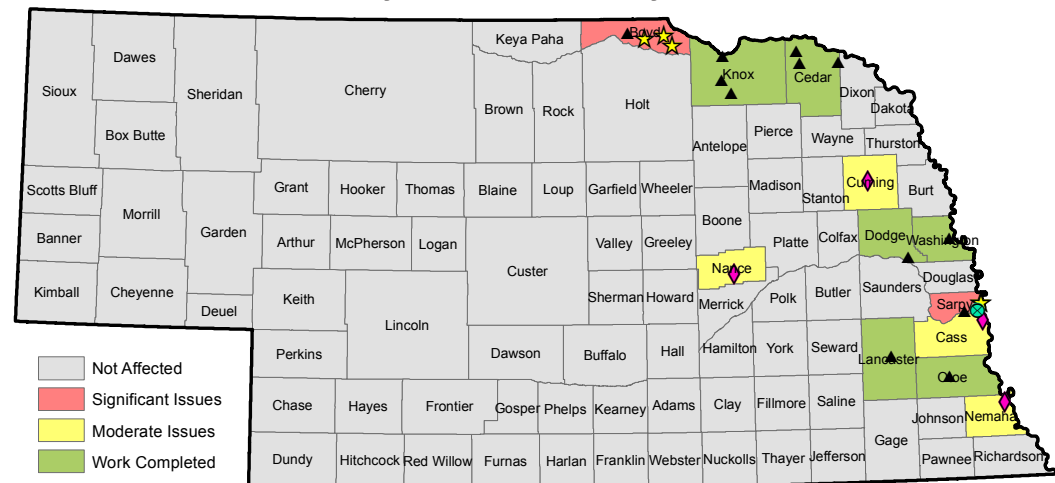 Keya Paha
Boyd
Dawes
Sioux
Sheridan
Cherry
Knox
Cedar
Dixon
Dakota
Box Butte
Brown
Rock
Holt
Antelope
Pierce
Wayne
Thurston
Scotts Bluff
Morrill
Grant
Hooker
Thomas
Blaine
Loup
Garfield
Wheeler
Madison
Stanton
Cuming
Burt
Banner
Garden
Arthur
McPherson
Logan
Custer
Valley
Greeley
Boone
Platte
Colfax
Dodge
Washington
Kimball
Cheyenne
Deuel
Keith
Lincoln
Sherman
Howard
Nance
Merrick
Polk
Butler
Saunders
Douglas
Sarpy
Perkins
Dawson
Buffalo
Hall
Hamilton
York
Seward
Lancaster
Cass
Otoe
Chase
Hayes
Frontier
Gosper
Phelps
Kearney
Adams
Clay
Fillmore
Saline
Gage
Johnson
Nemaha
Dundy
Hitchcock
Red Willow
Furnas
Harlan
Franklin
Webster
Nuckolls
Thayer
Jefferson
Pawnee
Richardson
Not Affected
Significant Issues
Moderate Issues
Work Completed